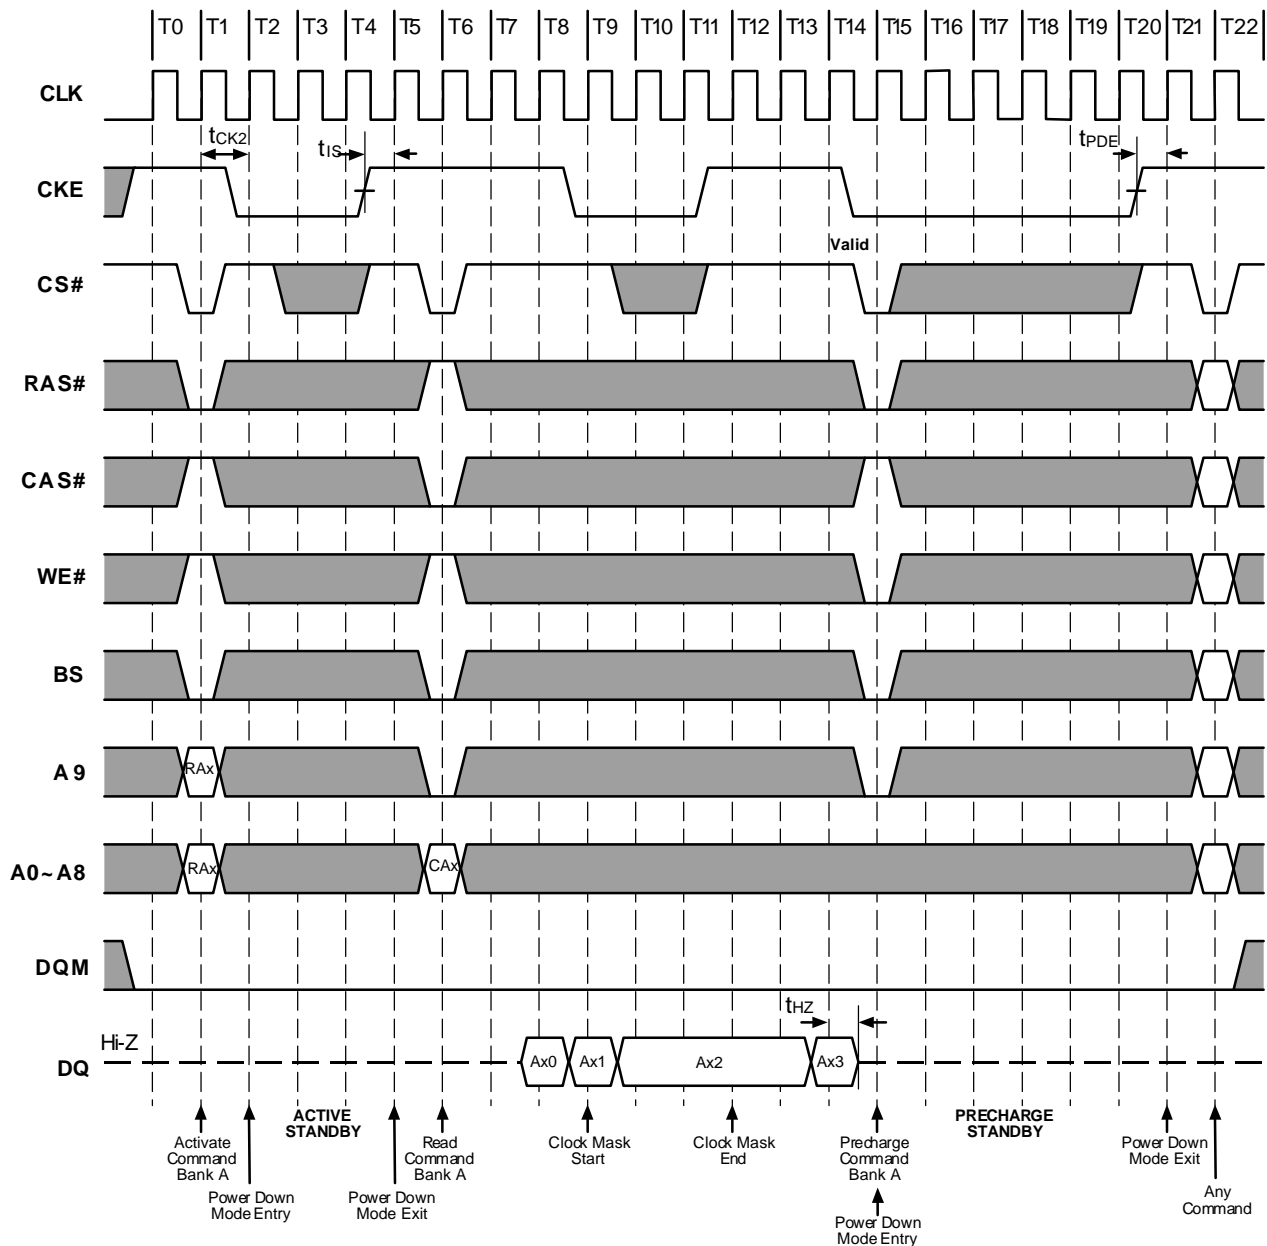 T0 T1 T2 T3 T4 T5 T6 T7 T8 T9 T10 T11 T12 T13 T14 T15 T16 T17 T18 T19 T20 T21 T22
CLK
tCK2
tIS
tPDE
CKE
Valid
CS#
RAS#
CAS#
WE#
BS
A9
RAx
A0~A8
RAx
CAx
DQM
tHZ
Hi-Z
DQ
Ax0
Ax1
Ax2
Ax3
Activate
Command
Bank A
Power Down
Mode Entry
ACTIVE
STANDBY
Power Down
Mode Exit
Read
Command
Bank A
Clock Mask
Start
Clock Mask
End
Precharge
Command
Bank A
Power Down
Mode Entry
PRECHARGE
STANDBY
Power Down
Mode Exit
Any
Command